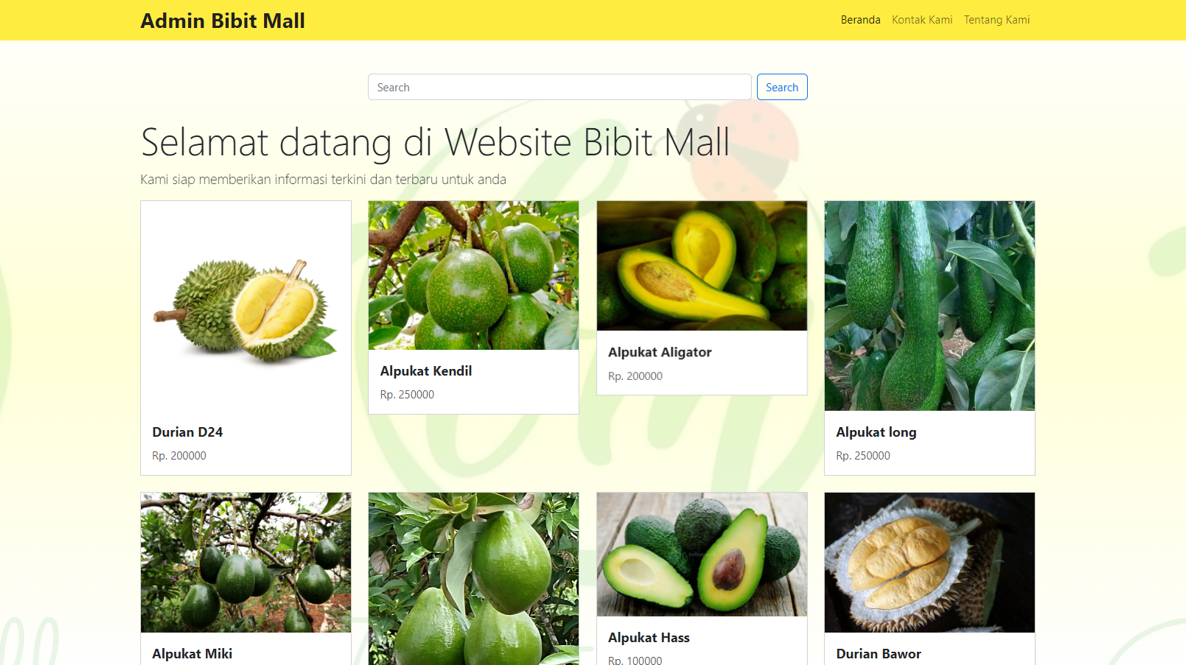 Admin Bibit Mall
Beranda Kontak Kami Tentang Kami
Search Search
Selamat datang di Website Bibit Mall
Kami siap memberikan informasi terkini dan terbaru untuk anda
Durian D24
Rp. 200000
Alpukat Kendil
Rp. 250000
Alpukat Aligator
Rp. 200000
Alpukat long
Rp. 250000
Alpukat Miki
Alpukat Hass
Rp. 100000
Durian Bawor